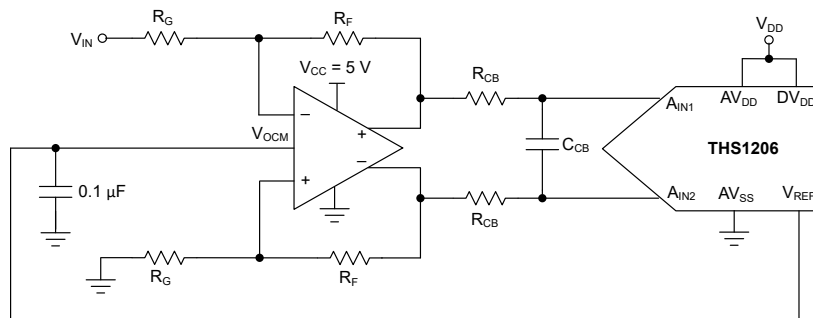 R_G
R_F
V_IN
V_CC = 5 V
R_CB
V_DD
−
V_OCM
+
−
+
A_IN1
AV_DD
DV_DD
C_CB
THS1206
0.1 µF
A_IN2
AV_SS
V_REF
R_CB
R_G
R_F